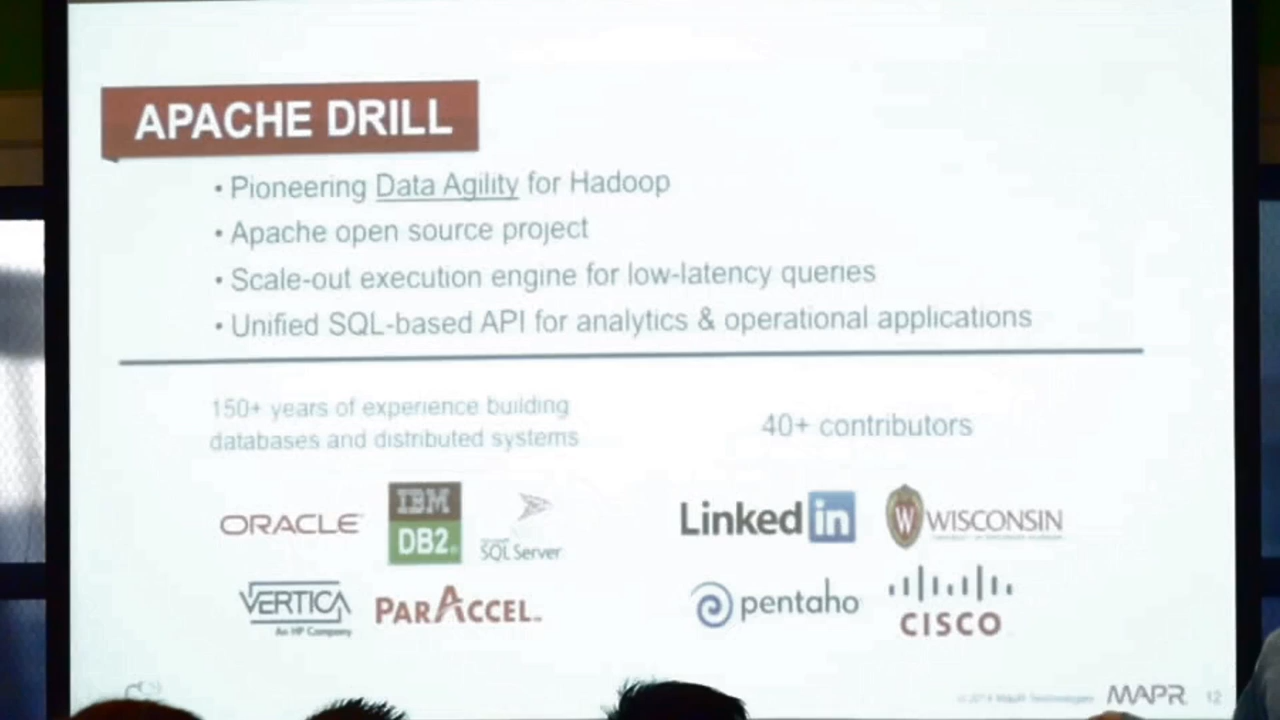 APACHE DRILL
• Pioneering Data Agility for Hadoop
• Apache open source project
• Scale-out execution engine for low-latency queries
• Unified SQL-based API for analytics & operational applications
150+ years of experience building
databases and distributed systems
40+ contributors
ORACLE
IBM
DB2
SQL Server
VERTICA
An HP Company
PARACCEL
Linked in
W WISCONSIN
pentaho
CISCO
MAPR
12